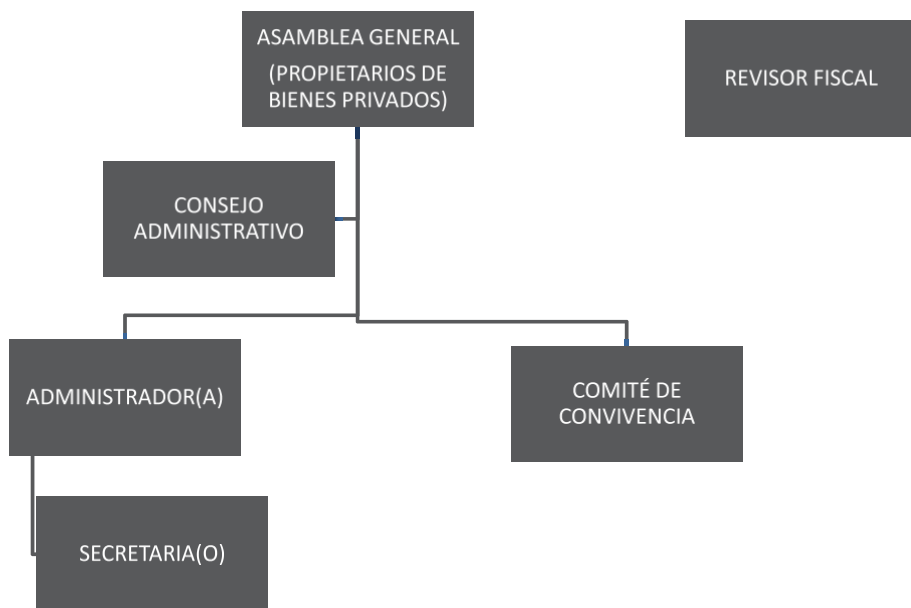 ASAMBLEA GENERAL
(PROPIETARIOS DE
BIENES PRIVADOS)
REVISOR FISCAL
CONSEJO
ADMINISTRATIVO
ADMINISTRADOR(A)
COMITÉ DE
CONVIVENCIA
SECRETARIA(O)